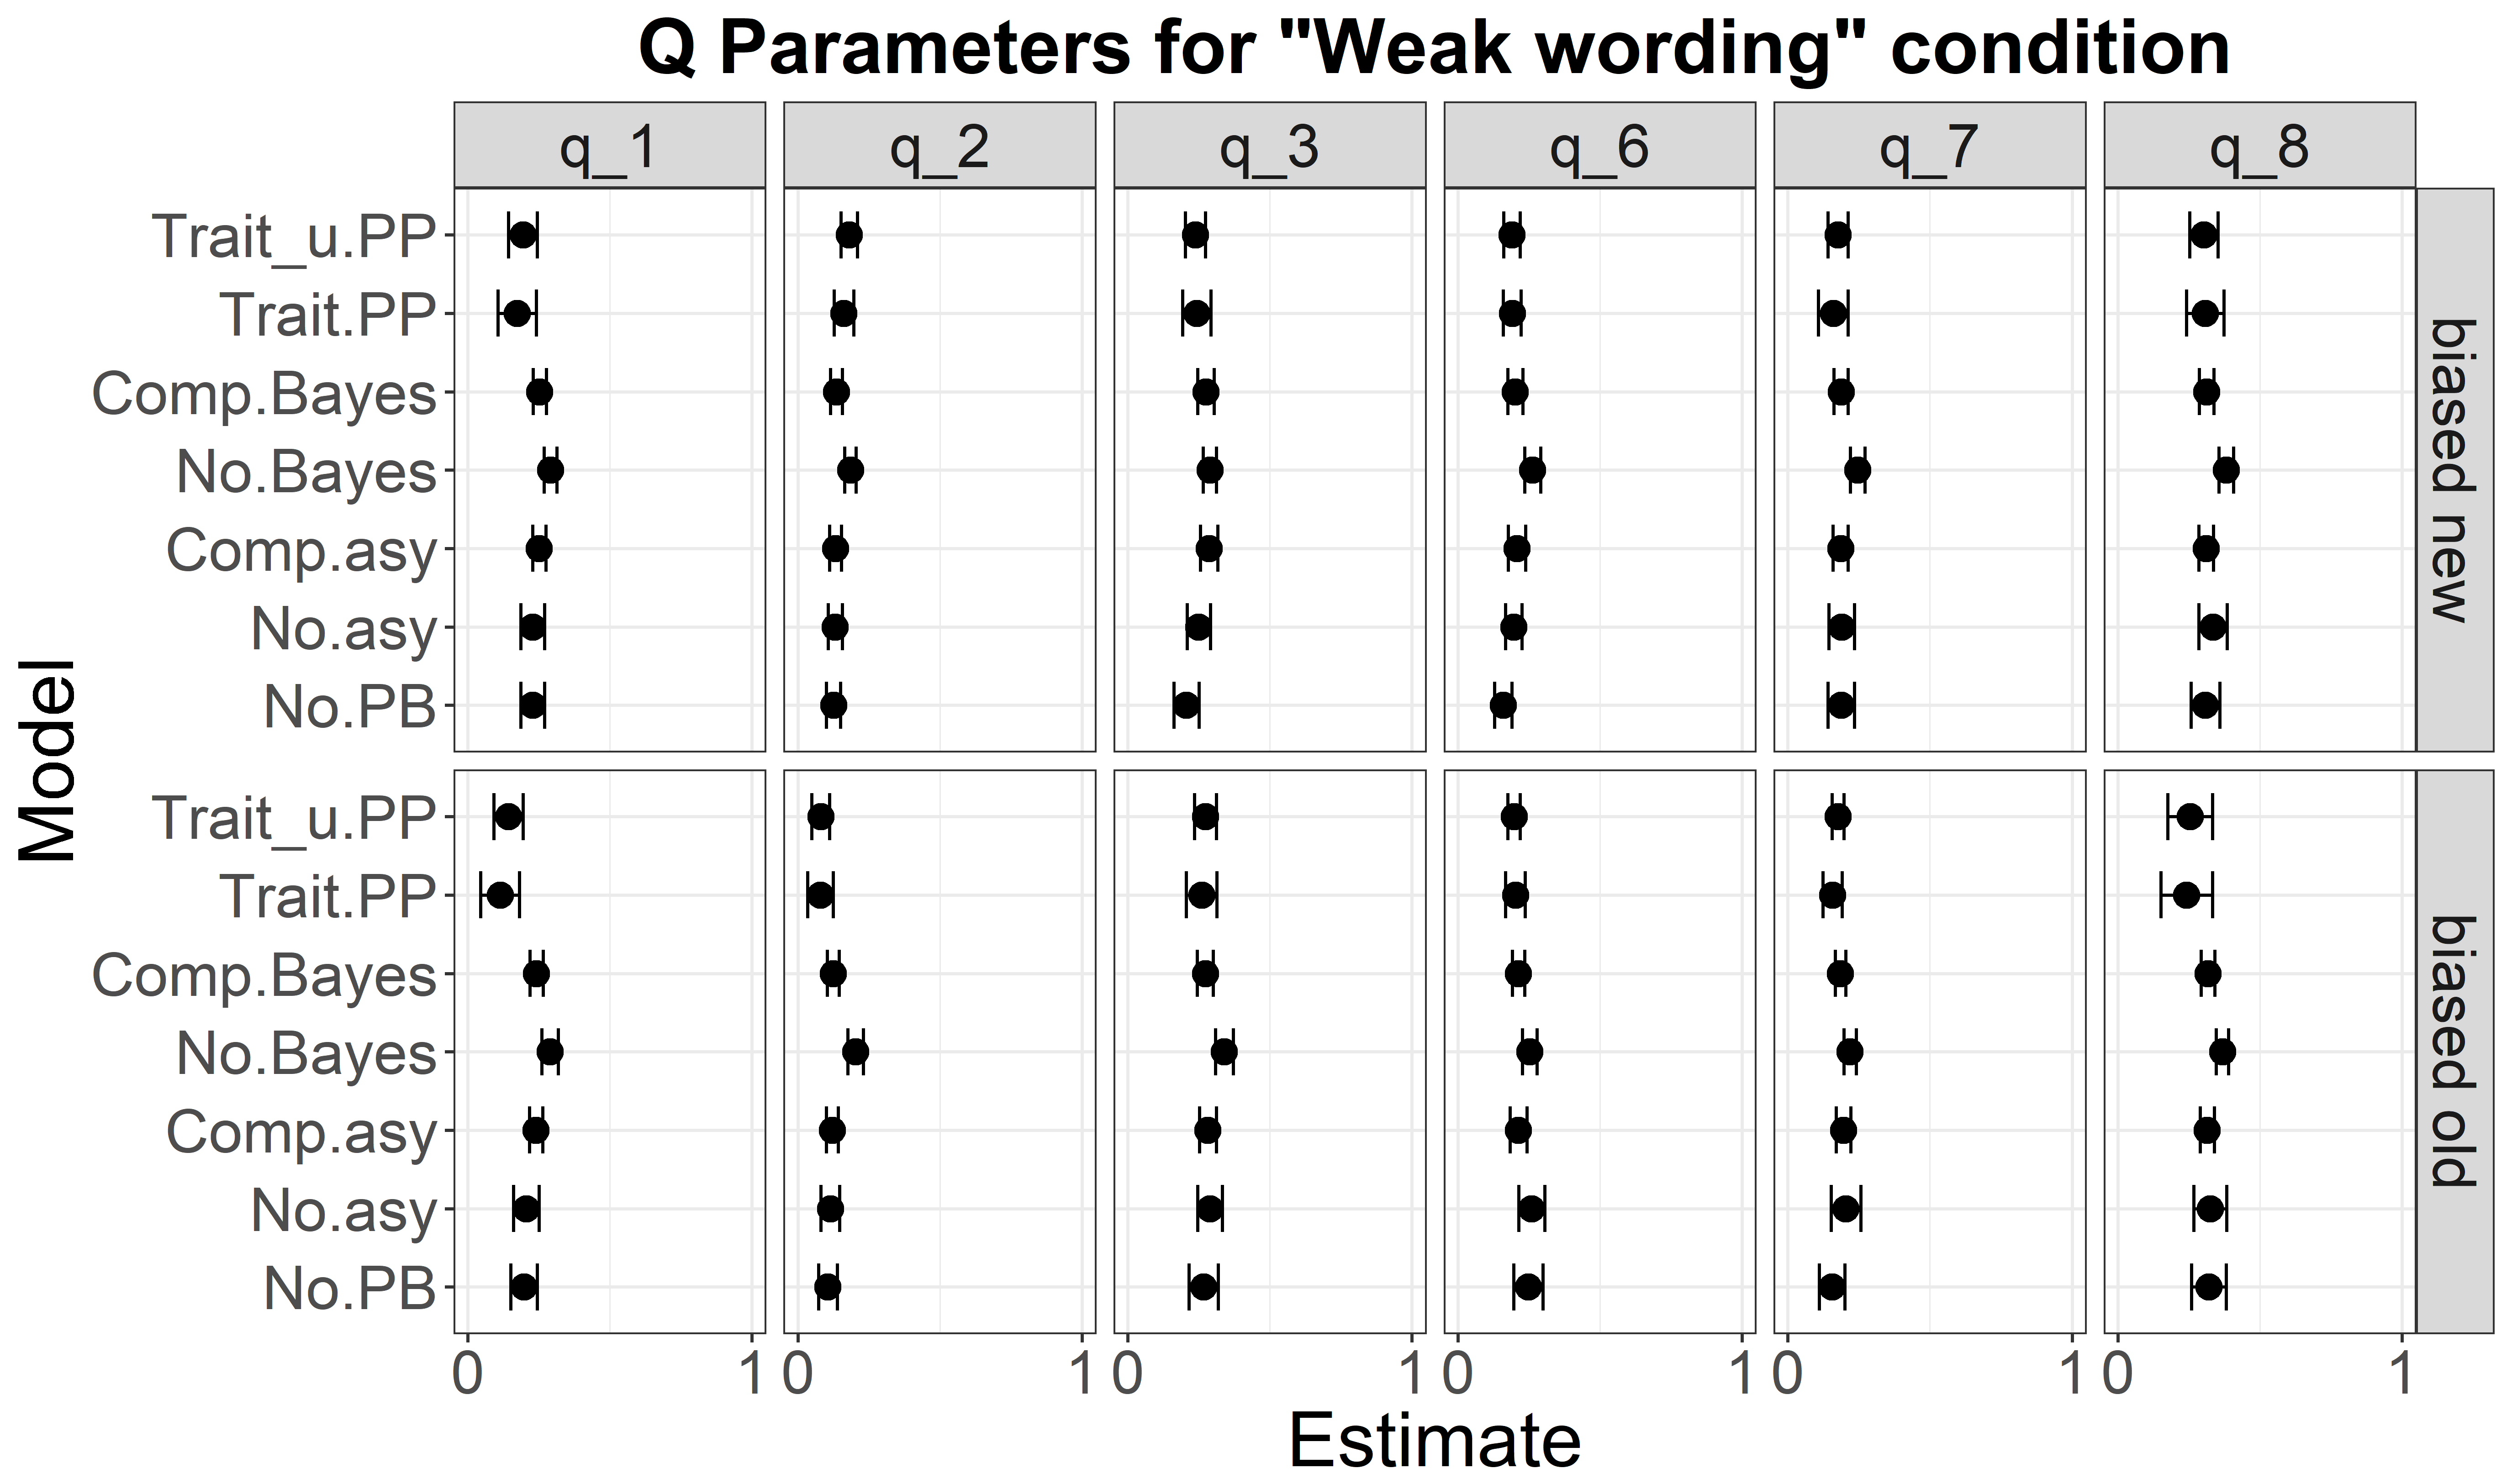 Q Parameters for "Weak wording" condition
q_1 q_2 q_3 q_6 q_7 q_8
Trait_u.PP
Trait.PP
Comp.Bayes
No.Bayes
Comp.asy
No.asy
No.PB
biased new
Model
Trait_u.PP
Trait.PP
Comp.Bayes
No.Bayes
Comp.asy
No.asy
No.PB
biased old
0 1 0 1 0 1 0 1 0 1 0 1
Estimate